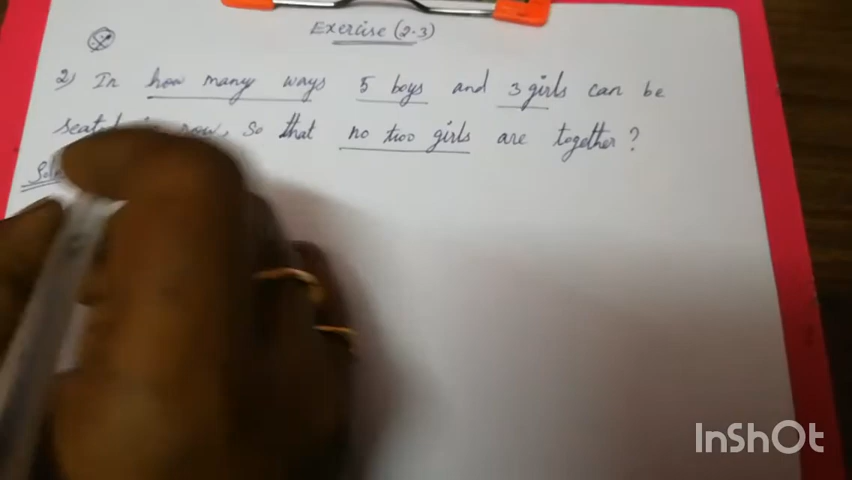 Exercise (2.3)
2) In how many ways 5 boys and 3 girls can be
row, so that no two girls are together?
InShOt